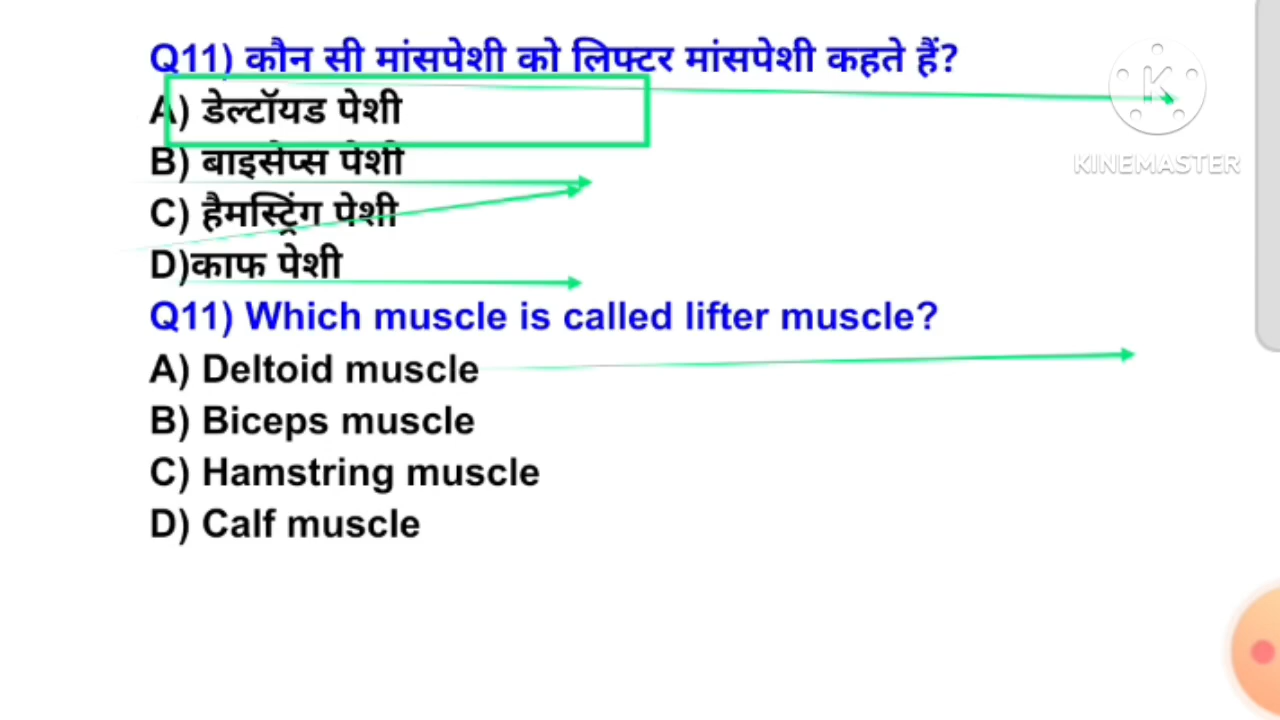 Q11) कौन सी मांसपेशी को लिफ्टर मांसपेशी कहते हैं?
A) डेल्टॉयड पेशी
B) बाइसेप्स पेशी
C) हैमस्ट्रिंग पेशी
D)काफ पेशी
Q11) Which muscle is called lifter muscle?
A) Deltoid muscle
B) Biceps muscle
C) Hamstring muscle
D) Calf muscle
K
KINEMASTER